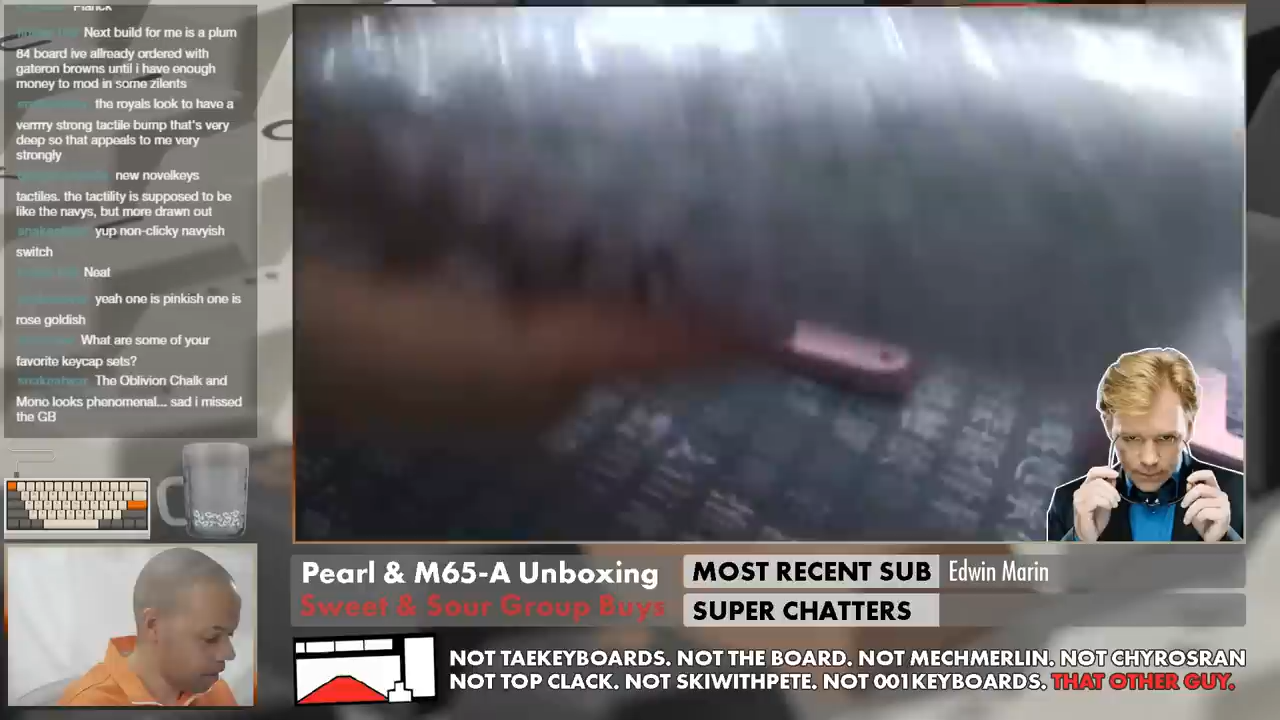 Planck
Next build for me is a plum
84 board ive allready ordered with
gateron browns until i have enough
money to mod in some zilents
the royals look to have a
verrrry strong tactile bump that's very
deep so that appeals to me very
strongly
new novelkeys
tactiles. the tactility is supposed to be
like the navys, but more drawn out
yup non-clicky navyish
switch
Neat
yeah one is pinkish one is
rose goldish
What are some of your
favorite keycap sets?
The Oblivion Chalk and
Mono looks phenomenal... sad i missed
the GB
Pearl & M65-A Unboxing
Sweet & Sour Group Buys
MOST RECENT SUB Edwin Marin
SUPER CHATTERS
NOT TAEKEYBOARDS. NOT THE BOARD. NOT MECHMERLIN. NOT CHYROSRAN
NOT TOP CLACK. NOT SKIWITHPETE. NOT 001KEYBOARDS. THAT OTHER GUY.